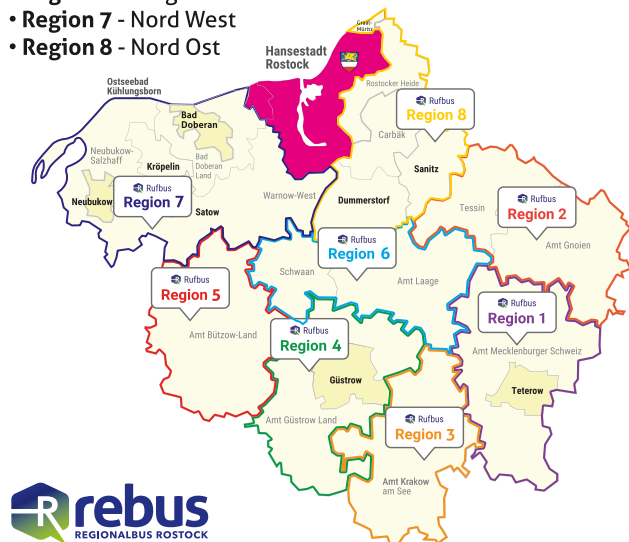 • Region 7 - Nord West
• Region 8 - Nord Ost
Graal-
Müritz
Hansestadt
Rostock
Ostseebad
Kühlungsborn
Rostocker Heide
Rufbus
Region 8
Bad
Doberan
Carbäk
Neubukow-
Salzhaff
Kröpelin
Bad
Doberan
Land
Sanitz
Rufbus
Region 7
Neubukow
Warnow-West
Dummerstorf
Tessin
Rufbus
Region 2
Satow
Rufbus
Region 6
Amt Gnoien
Schwaan
Amt Laage
Rufbus
Region 5
Rufbus
Region 1
Amt Bützow-Land
Rufbus
Region 4
Amt Mecklenburger Schweiz
Güstrow
Teterow
Amt Güstrow Land
Rufbus
Region 3
Amt Krakow
am See
R rebus
REGIONALBUS ROSTOCK